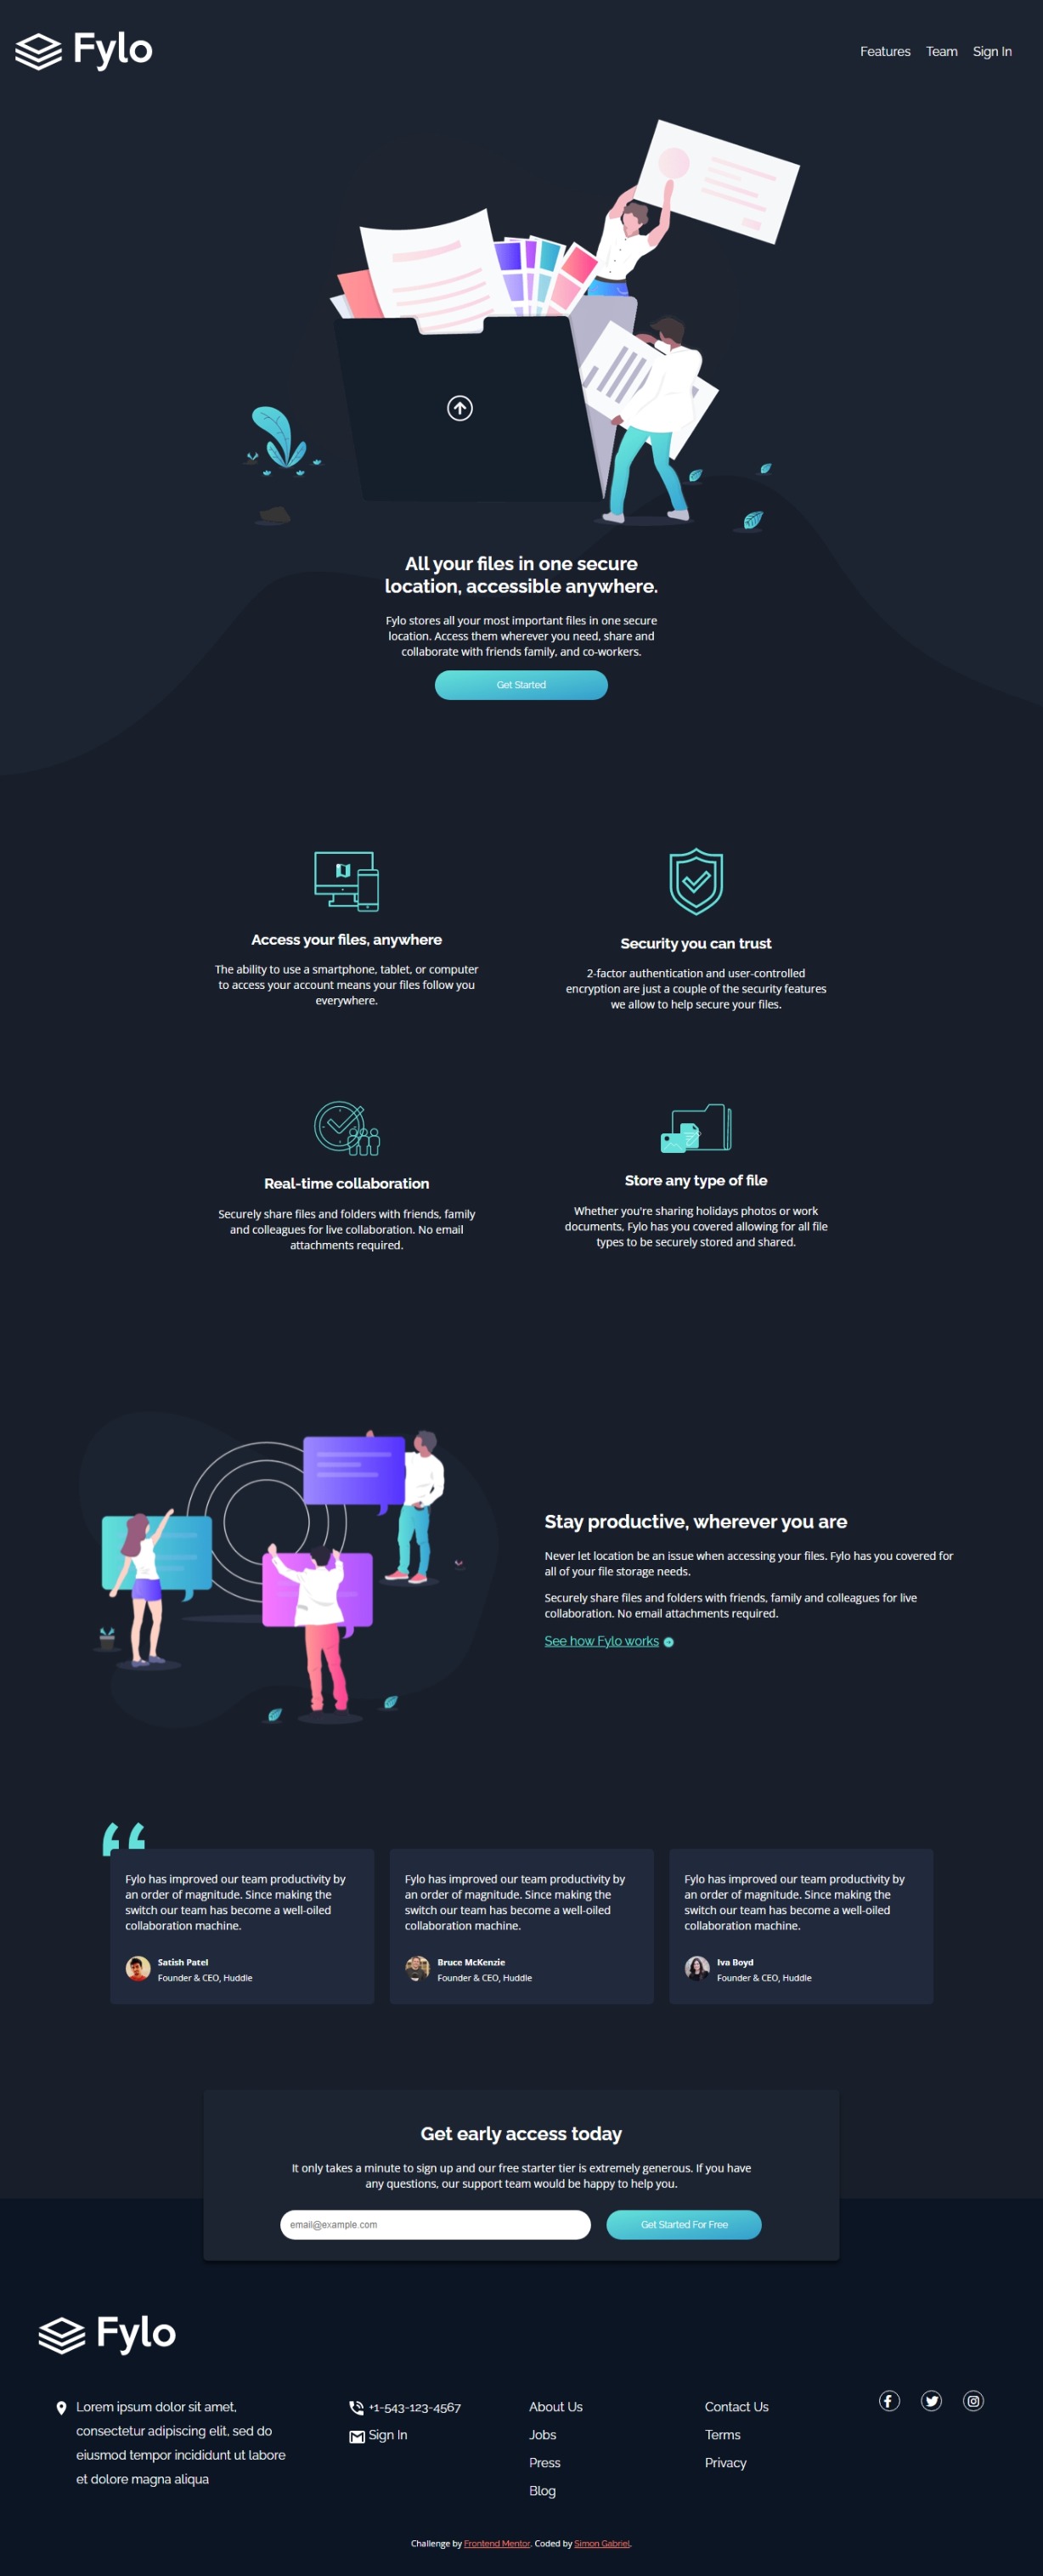 Fylo
Features Team Sign In
All your files in one secure
location, accessible anywhere.
Fylo stores all your most important files in one secure
location. Access them wherever you need, share and
collaborate with friends family, and co-workers.
Get Started
Access your files, anywhere
The ability to use a smartphone, tablet, or computer
to access your account means your files follow you
everywhere.
Security you can trust
2-factor authentication and user-controlled
encryption are just a couple of the security features
we allow to help secure your files.
Real-time collaboration
Securely share files and folders with friends, family
and colleagues for live collaboration. No email
attachments required.
Store any type of file
Whether you're sharing holidays photos or work
documents, Fylo has you covered allowing for all file
types to be securely stored and shared.
Stay productive, wherever you are
Never let location be an issue when accessing your files. Fylo has you covered for
all of your file storage needs.
Securely share files and folders with friends, family and colleagues for live
collaboration. No email attachments required.
See how Fylo works
“
Fylo has improved our team productivity by
an order of magnitude. Since making the
switch our team has become a well-oiled
collaboration machine.
Satish Patel
Founder & CEO, Huddle
Fylo has improved our team productivity by
an order of magnitude. Since making the
switch our team has become a well-oiled
collaboration machine.
Bruce McKenzie
Founder & CEO, Huddle
Fylo has improved our team productivity by
an order of magnitude. Since making the
switch our team has become a well-oiled
collaboration machine.
Iva Boyd
Founder & CEO, Huddle
Get early access today
It only takes a minute to sign up and our free starter tier is extremely generous. If you have
any questions, our support team would be happy to help you.
email@example.com
Get Started For Free
Fylo
Lorem ipsum dolor sit amet,
consectetur adipiscing elit, sed do
eiusmod tempor incididunt ut labore
et dolore magna aliqua
+1-543-123-4567
Sign In
About Us
Jobs
Press
Blog
Contact Us
Terms
Privacy
Challenge by Frontend Mentor. Coded by Simon Gabriel.